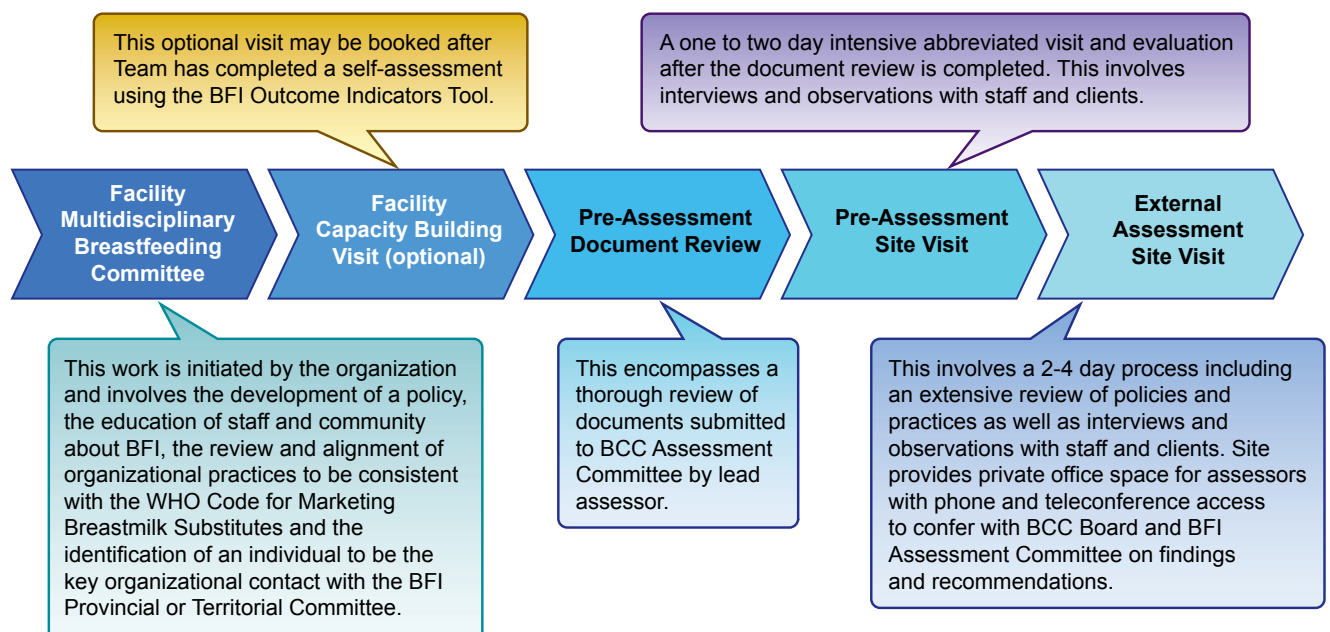 This optional visit may be booked after
Team has completed a self-assessment
using the BFI Outcome Indicators Tool.
A one to two day intensive abbreviated visit and evaluation
after the document review is completed. This involves
interviews and observations with staff and clients.
Facility
Multidisciplinary
Breastfeeding
Committee
Facility
Capacity Building
Visit (optional)
Pre-Assessment
Document Review
Pre-Assessment
Site Visit
External
Assessment
Site Visit
This work is initiated by the organization
and involves the development of a policy,
the education of staff and community
about BFI, the review and alignment of
organizational practices to be consistent
with the WHO Code for Marketing
Breastmilk Substitutes and the
identification of an individual to be the
key organizational contact with the BFI
Provincial or Territorial Committee.
This encompasses a
thorough review of
documents submitted
to BCC Assessment
Committee by lead
assessor.
This involves a 2-4 day process including
an extensive review of policies and
practices as well as interviews and
observations with staff and clients. Site
provides private office space for assessors
with phone and teleconference access
to confer with BCC Board and BFI
Assessment Committee on findings
and recommendations.